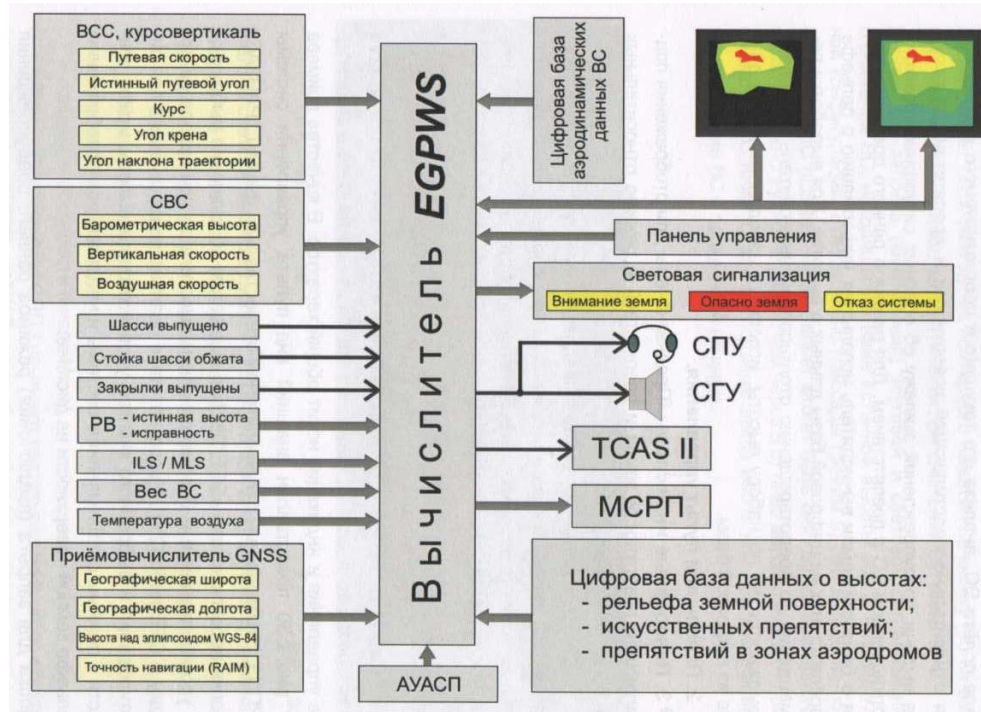 ВСС, курсовертикаль
Путевая скорость
Истинный путевой угол
Курс
Угол крена
Угол наклона траектории
СВС
Барометрическая высота
Вертикальная скорость
Воздушная скорость
Шасси выпущено
Стойка шасси обжата
Закрылки выпущены
РВ - истинная высота
- исправность
ILS / MLS
Вес ВС
Температура воздуха
Приёмовычислитель GNSS
Географическая широта
Географическая долгота
Высота над эллипсоидом WGS-84
Точность навигации (RAIM)
Вычислитель EGPWS
АУАСП
Цифровая база
аэродинамических
данных ВС
Панель управления
Световая сигнализация
Внимание земля
Опасно земля
Отказ системы
СПУ
СГУ
TCAS II
МСРП
Цифровая база данных о высотах:
- рельефа земной поверхности;
- искусственных препятствий;
- препятствий в зонах аэродромов